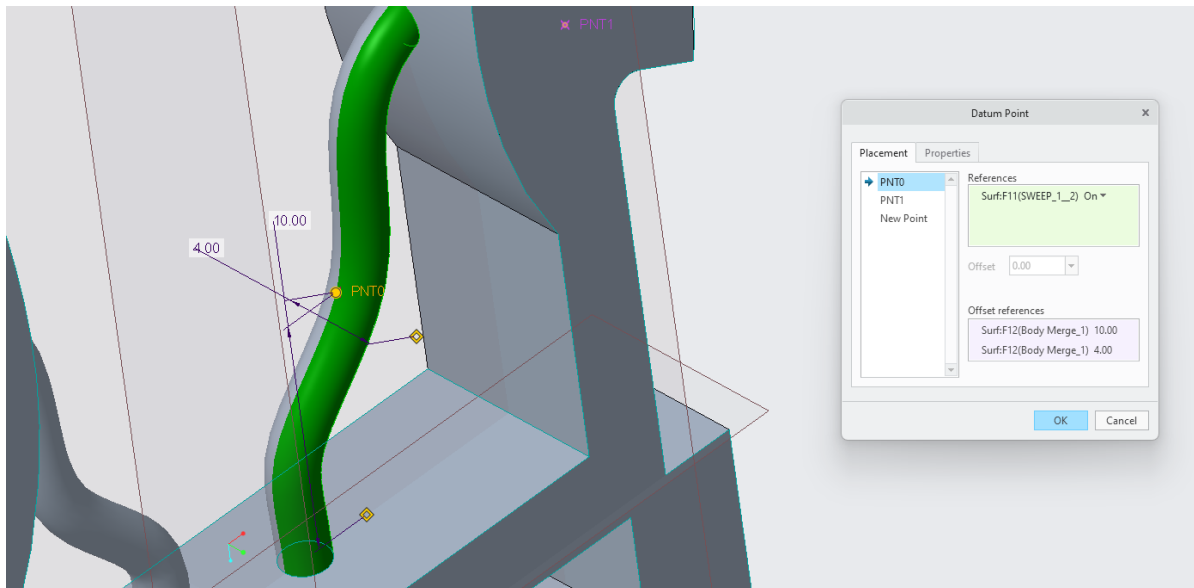 PNT1
10.00
4.00
PNT0
Datum Point
Placement
Properties
PNT0
PNT1
New Point
References
Surf:F11(SWEEP_1__2) On
Offset
0.00
Offset references
Surf:F12(Body Merge_1) 10.00
Surf:F12(Body Merge_1) 4.00
OK
Cancel